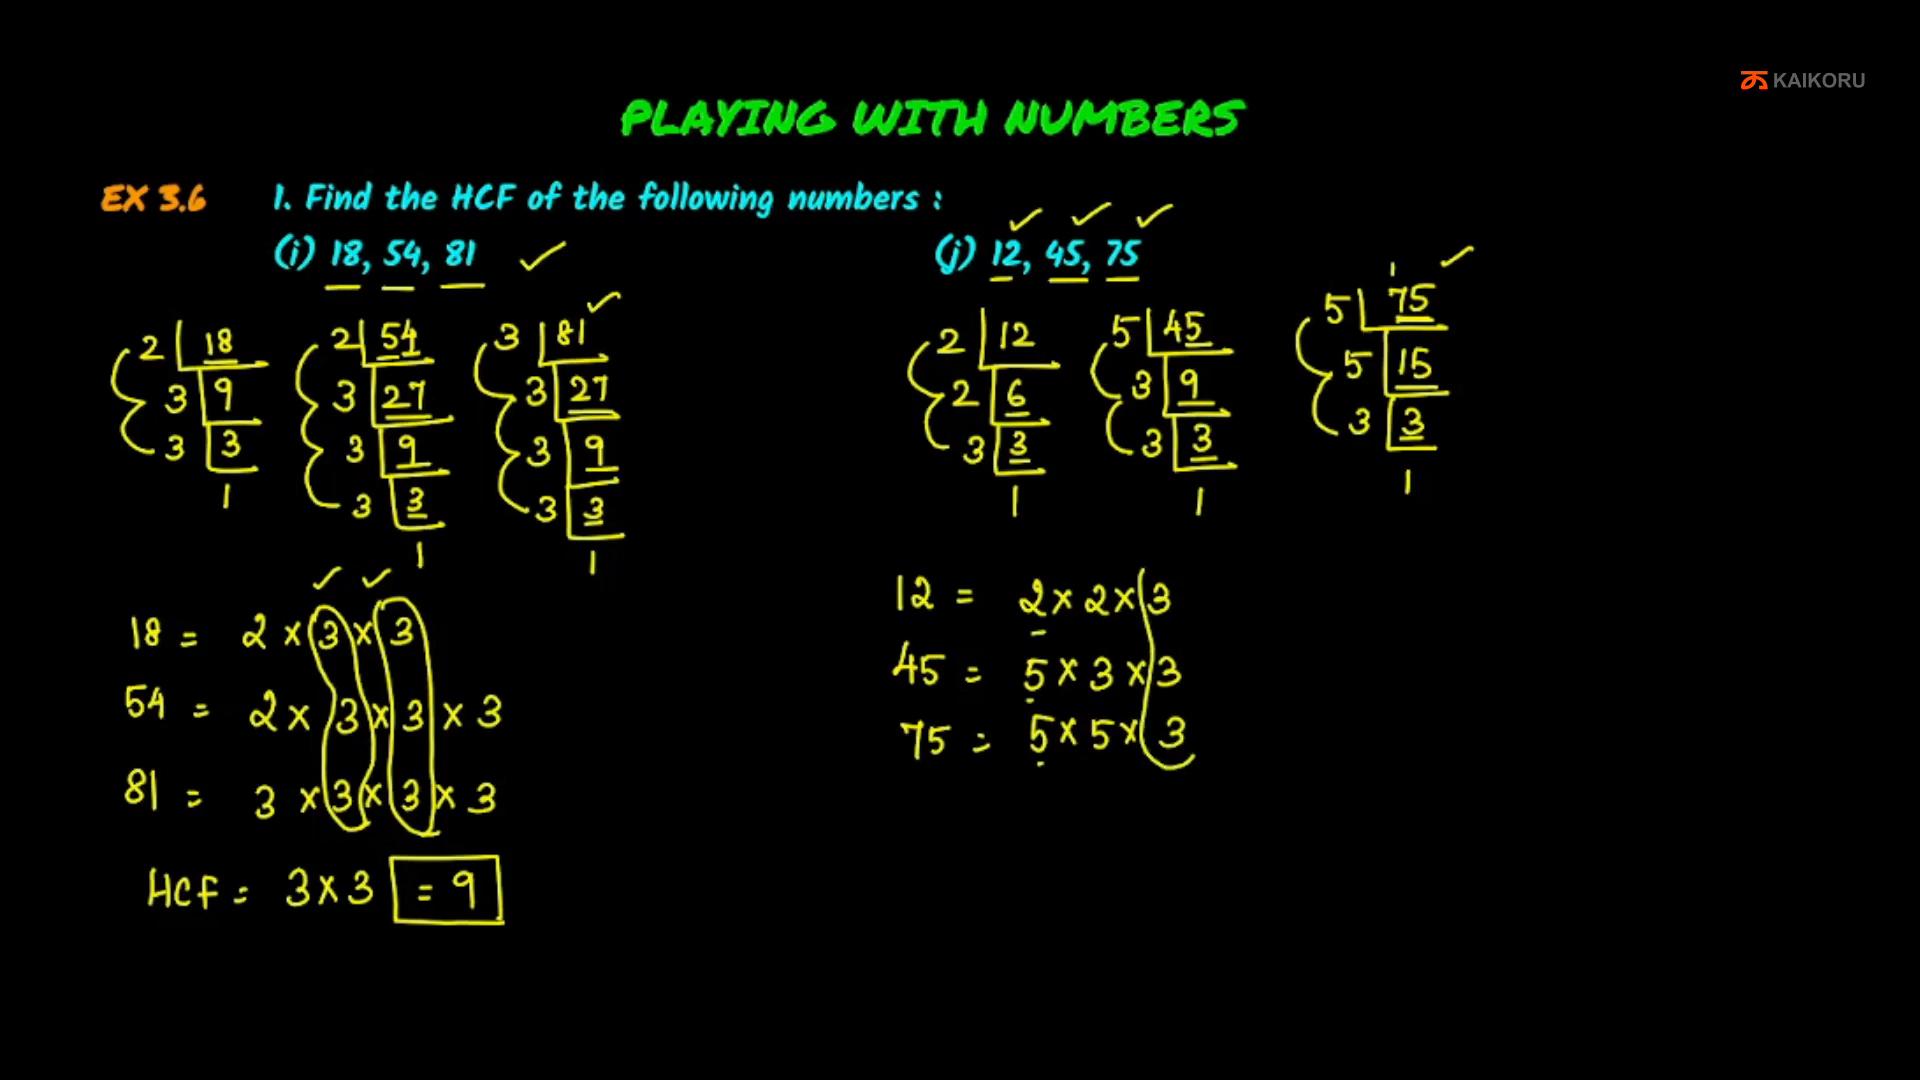 KAIKORU
PLAYING WITH NUMBERS
EX 3.6 1. Find the HCF of the following numbers :
(i) 18, 54, 81
2 18
3 9
3 3
1
2 54
3 27
3 9
3 3
1
3 81
3 27
3 9
3 3
1
18 = 2 × 3 × 3
54 = 2 × 3 × 3 × 3
81 = 3 × 3 × 3 × 3
HCF = 3 × 3 = 9
(j) 12, 45, 75
2 12
2 6
3 3
1
5 45
3 9
3 3
1
1
5 75
5 15
3 3
1
12 = 2 × 2 × 3
45 = 5 × 3 × 3
75 = 5 × 5 × 3